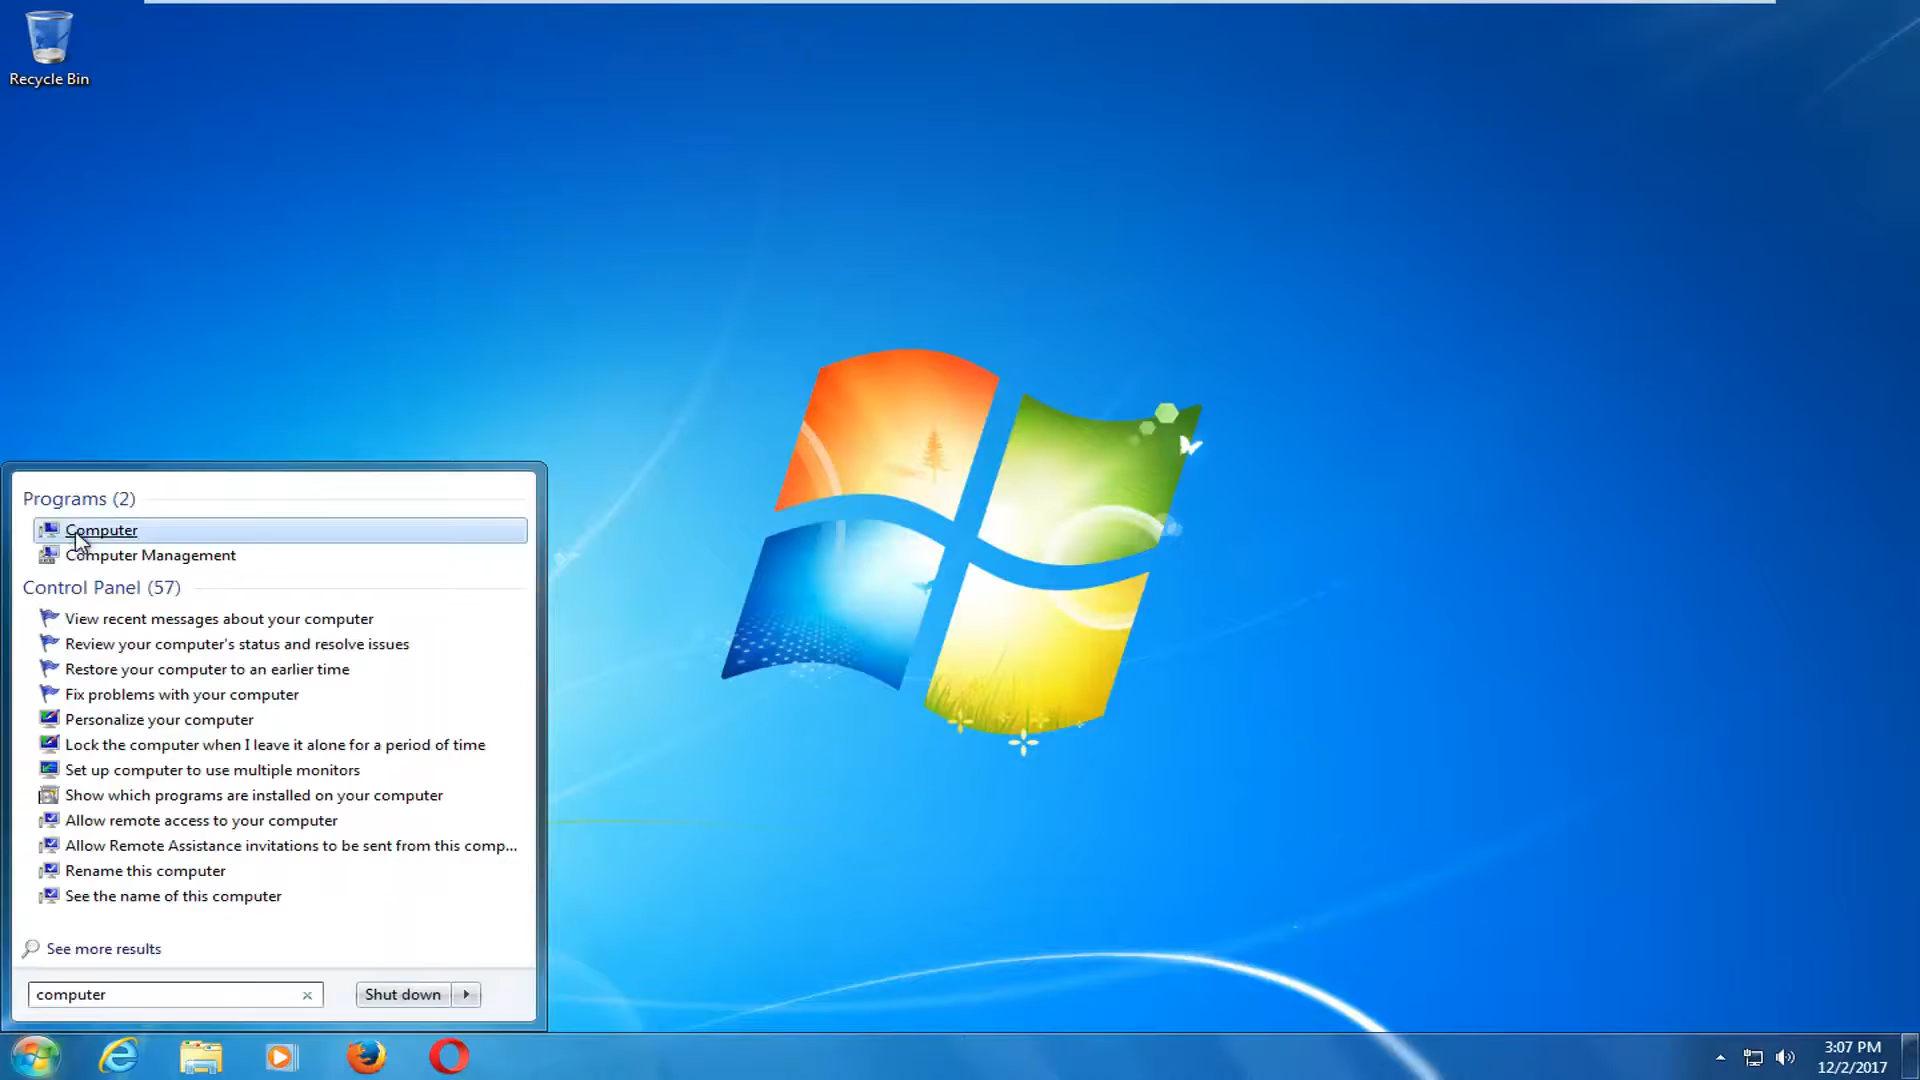 Recycle Bin
Programs (2)
Computer
Computer Management
Control Panel (57)
View recent messages about your computer
Review your computer's status and resolve issues
Restore your computer to an earlier time
Fix problems with your computer
Personalize your computer
Lock the computer when I leave it alone for a period of time
Set up computer to use multiple monitors
Show which programs are installed on your computer
Allow remote access to your computer
Allow Remote Assistance invitations to be sent from this comp...
Rename this computer
See the name of this computer
See more results
computer
Shut down
3:07 PM
12/2/2017